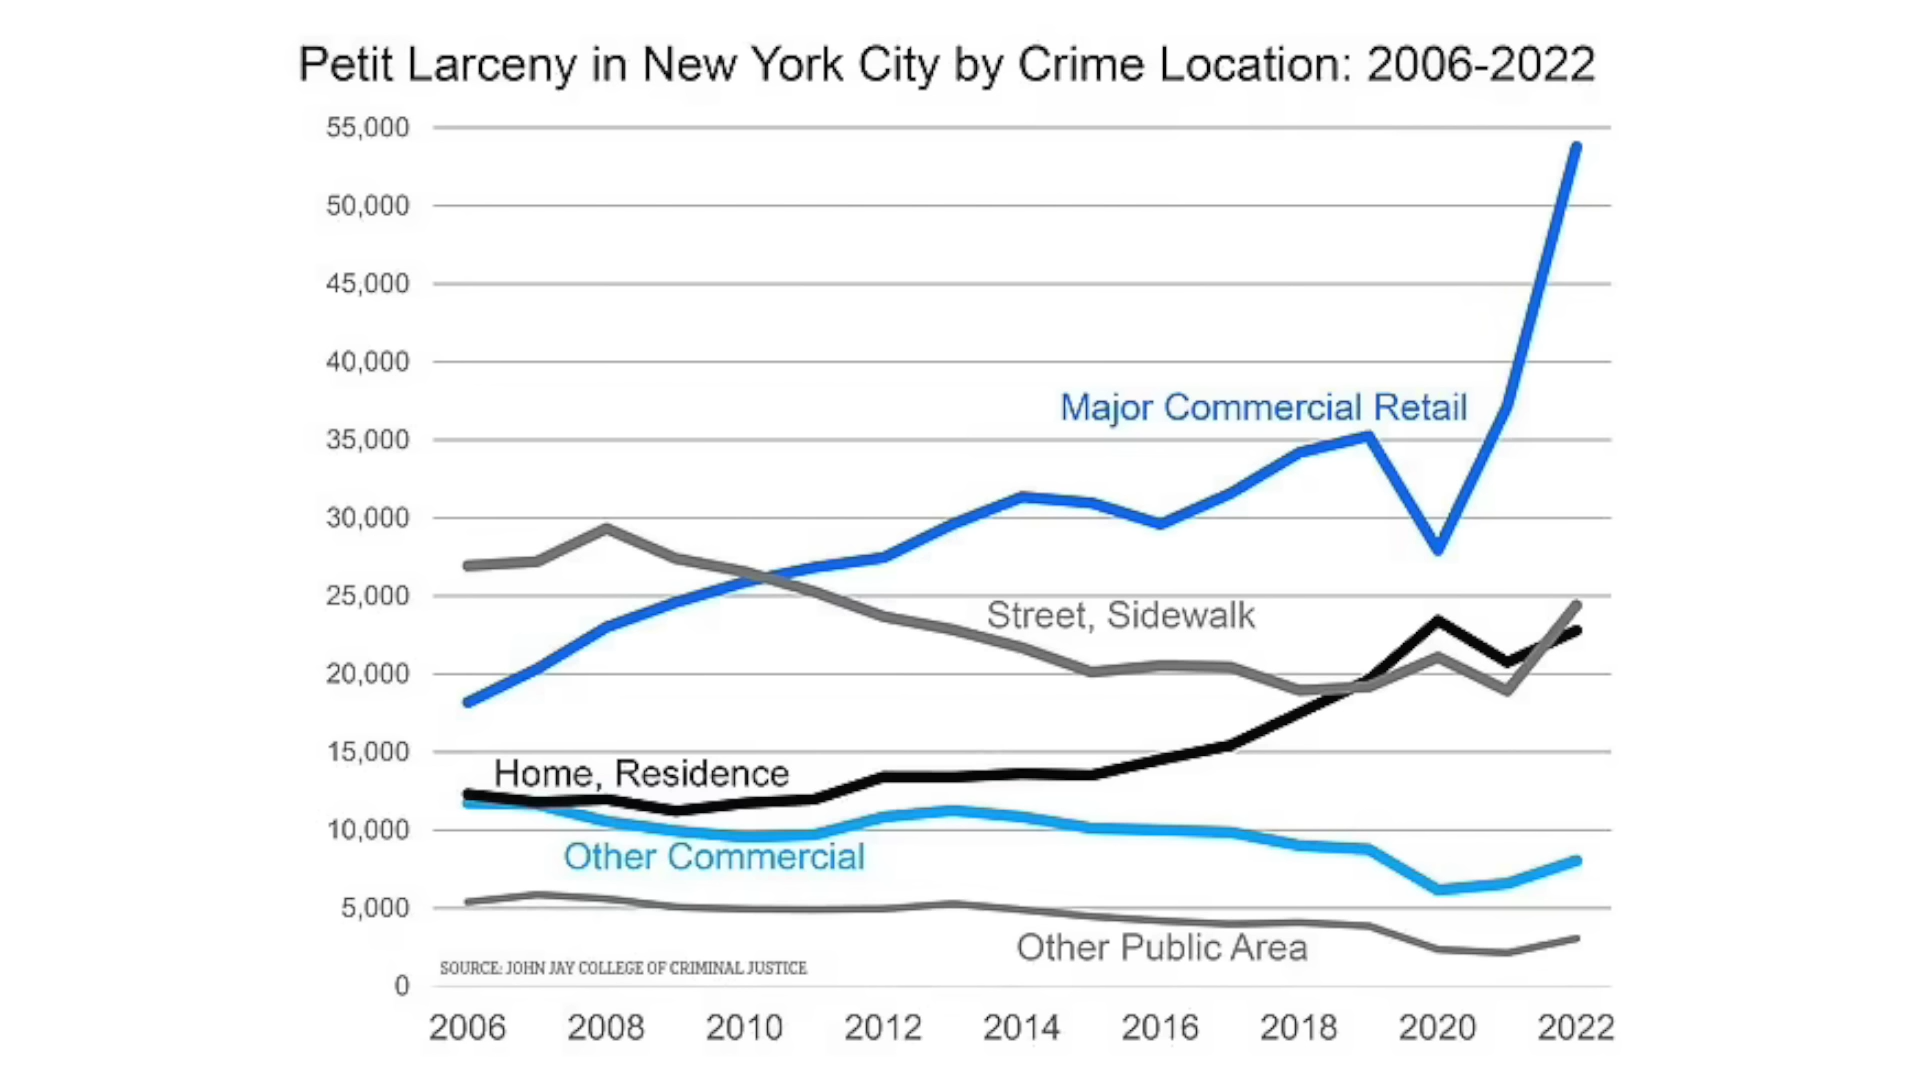 Petit Larceny in New York City by Crime Location: 2006-2022
55,000
50,000
45,000
40,000
Major Commercial Retail
35,000
30,000
25,000
Street, Sidewalk
20,000
15,000
Home, Residence
10,000
Other Commercial
5,000
Other Public Area
SOURCE: JOHN JAY COLLEGE OF CRIMINAL JUSTICE
0
2006 2008 2010 2012 2014 2016 2018 2020 2022